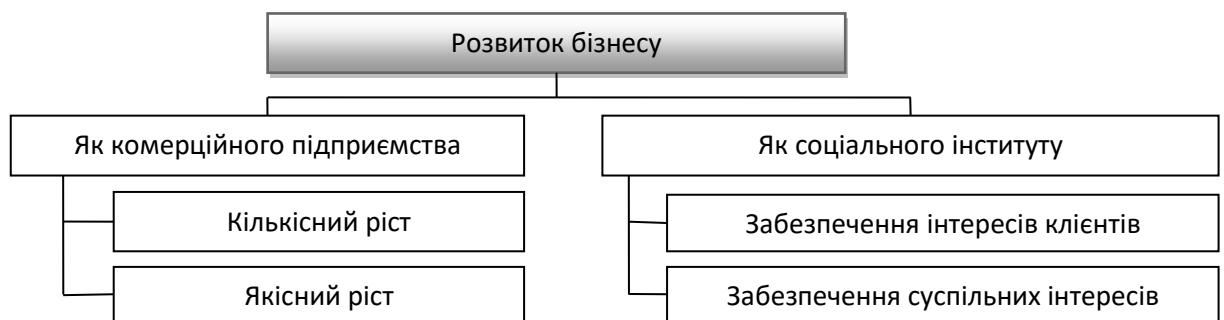 Розвиток бізнесу
Як комерційного підприємства
Кількісний ріст
Якісний ріст
Як соціального інституту
Забезпечення інтересів клієнтів
Забезпечення суспільних інтересів